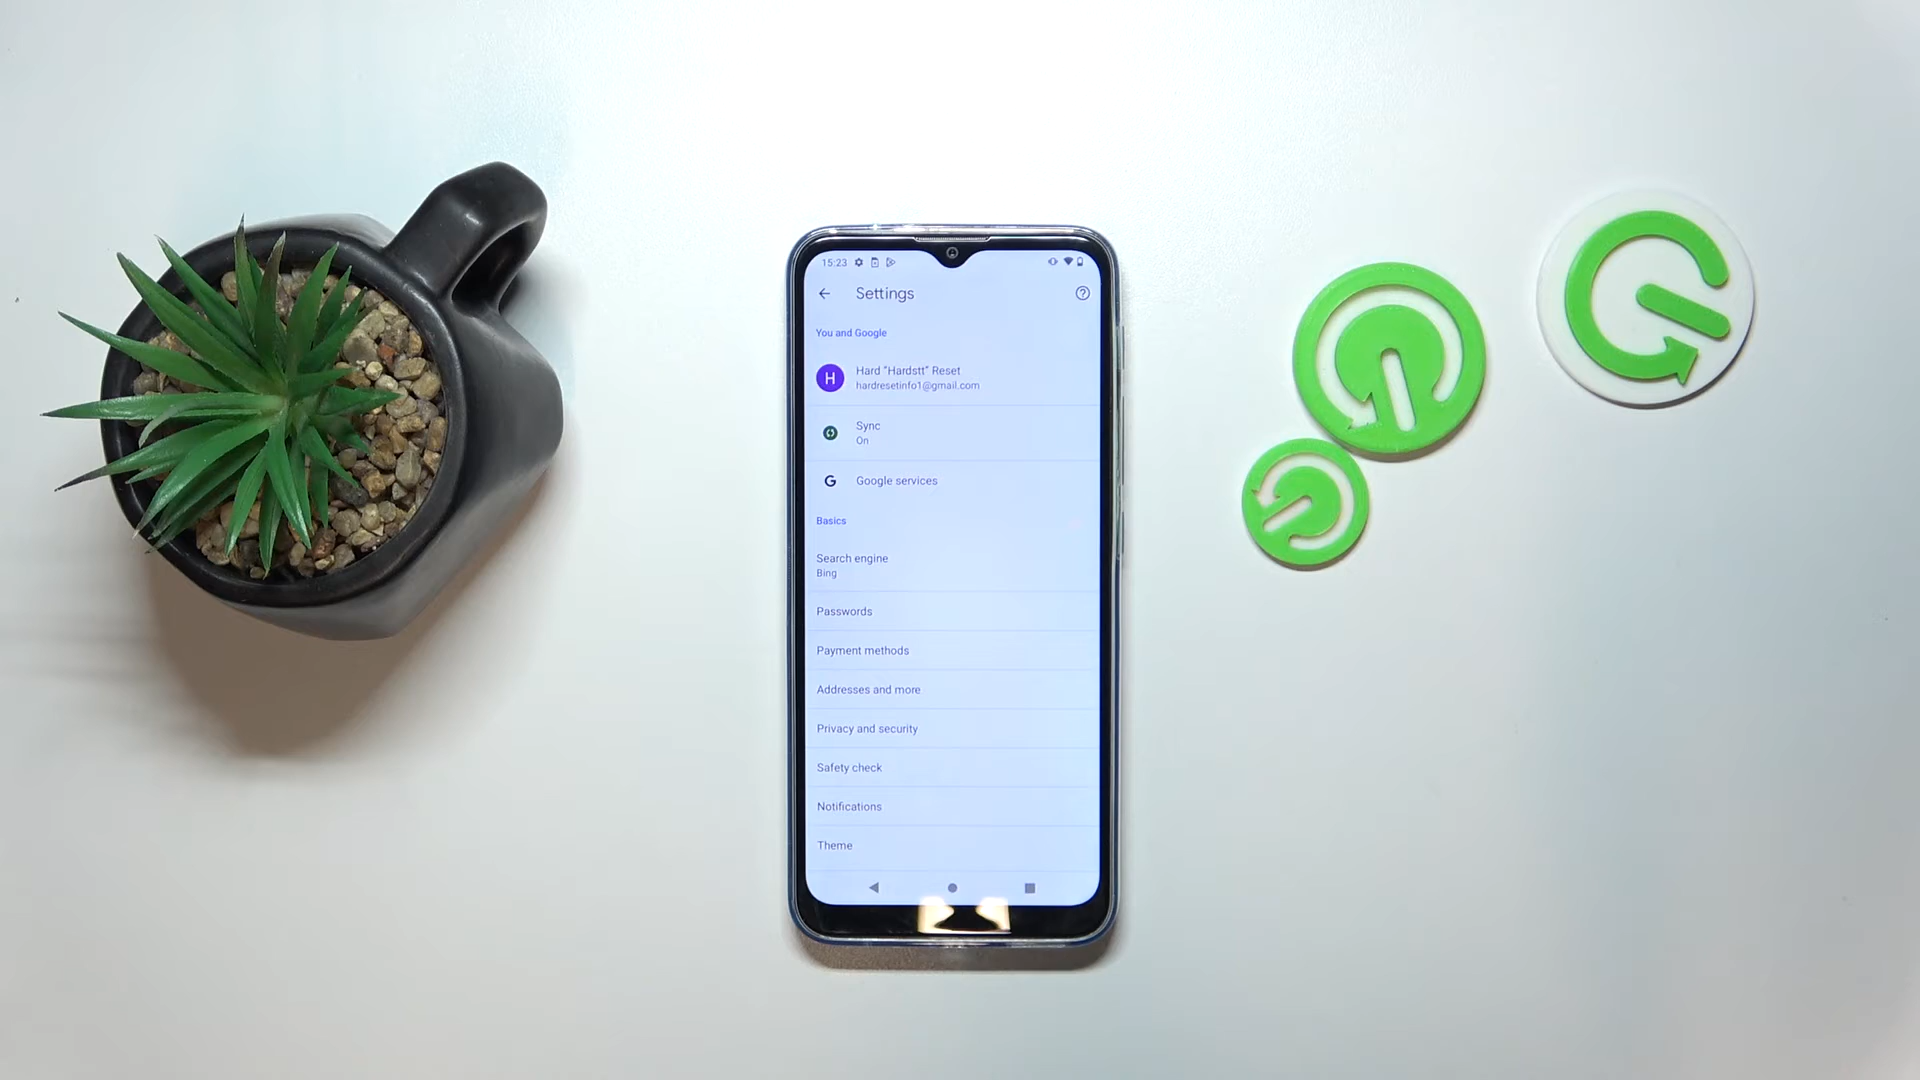 15:23
Settings
You and Google
H
Hard "Hardstt" Reset
hardresetinfo1@gmail.com
Sync
On
G
Google services
Basics
Search engine
Bing
Passwords
Payment methods
Addresses and more
Privacy and security
Safety check
Notifications
Theme